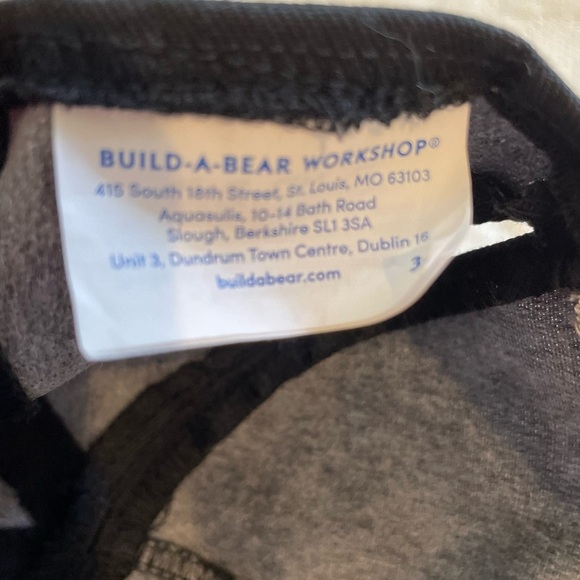 BUILD-A-BEAR WORKSHOP®
415 South 18th Street, St. Louis, MO 63103
Aquasulis, 10-14 Bath Road
Slough, Berkshire SL1 3SA
Unit 3, Dundrum Town Centre, Dublin 16
buildabear.com
3